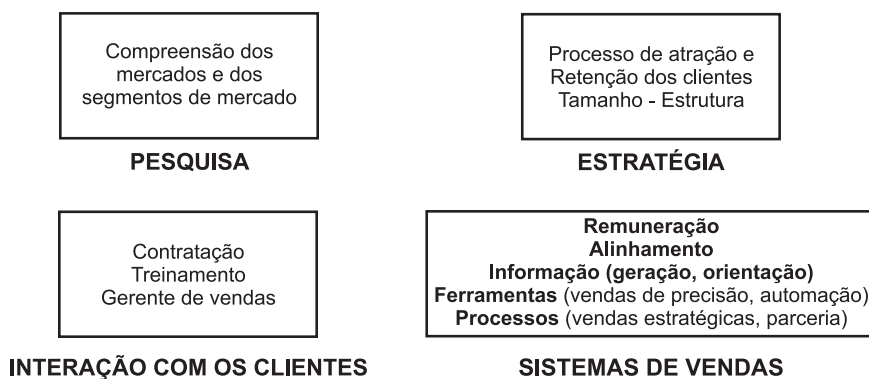 Compreensão dos
mercados e dos
segmentos de mercado
PESQUISA
Processo de atração e
Retenção dos clientes
Tamanho - Estrutura
ESTRATÉGIA
Contratação
Treinamento
Gerente de vendas
INTERAÇÃO COM OS CLIENTES
Remuneração
Alinhamento
Informação (geração, orientação)
Ferramentas (vendas de precisão, automação)
Processos (vendas estratégicas, parceria)
SISTEMAS DE VENDAS